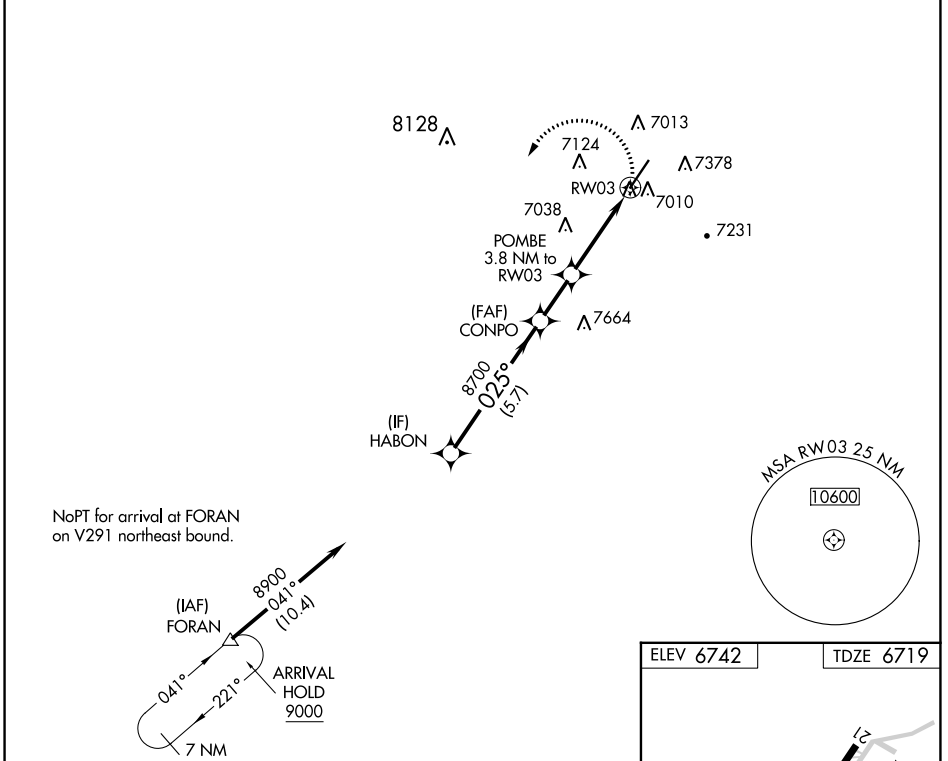 8128
7013
7124
7378
RW03
7010
7038
7231
POMBE
3.8 NM to
RW03
(FAF)
CONPO
7664
8700
025°
(5.7)
(IF)
HABON
MSA RW03 25 NM
10600
NoPT for arrival at FORAN
on V291 northeast bound.
8900
041°
(10.4)
(IAF)
FORAN
041°
221°
ARRIVAL
HOLD
9000
7 NM
ELEV 6742
TDZE 6719
21